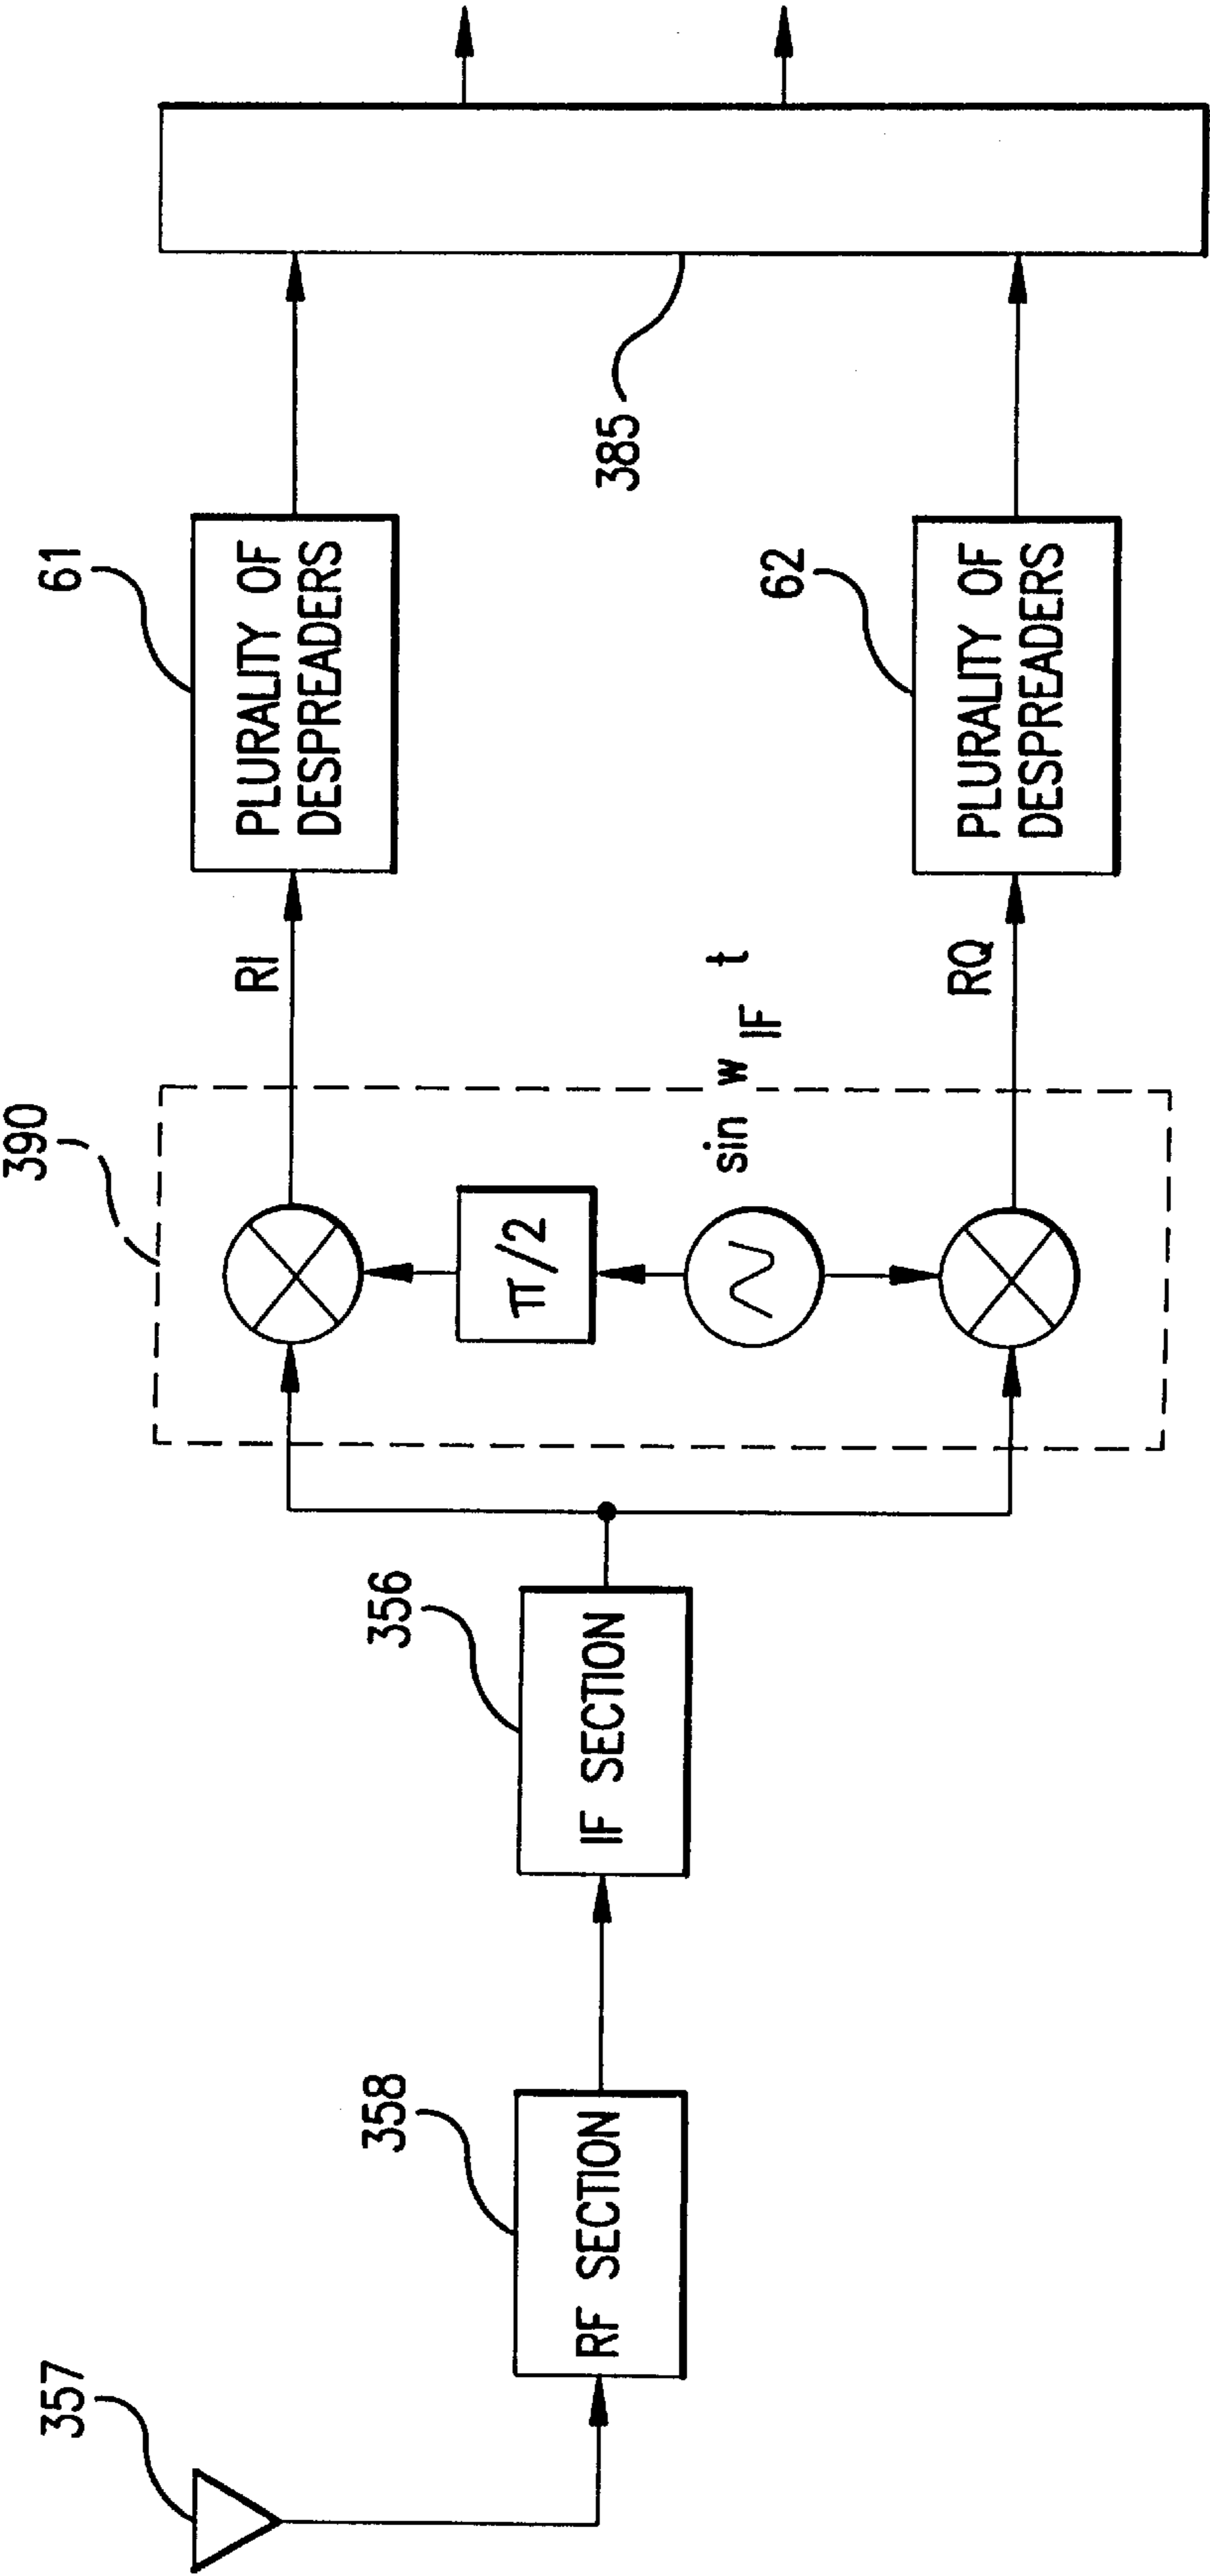 357
358
RF SECTION
356
IF SECTION
390
π/2
sin w IF t
RI
RQ
61
PLURALITY OF
DESPREADERS
62
PLURALITY OF
DESPREADERS
385